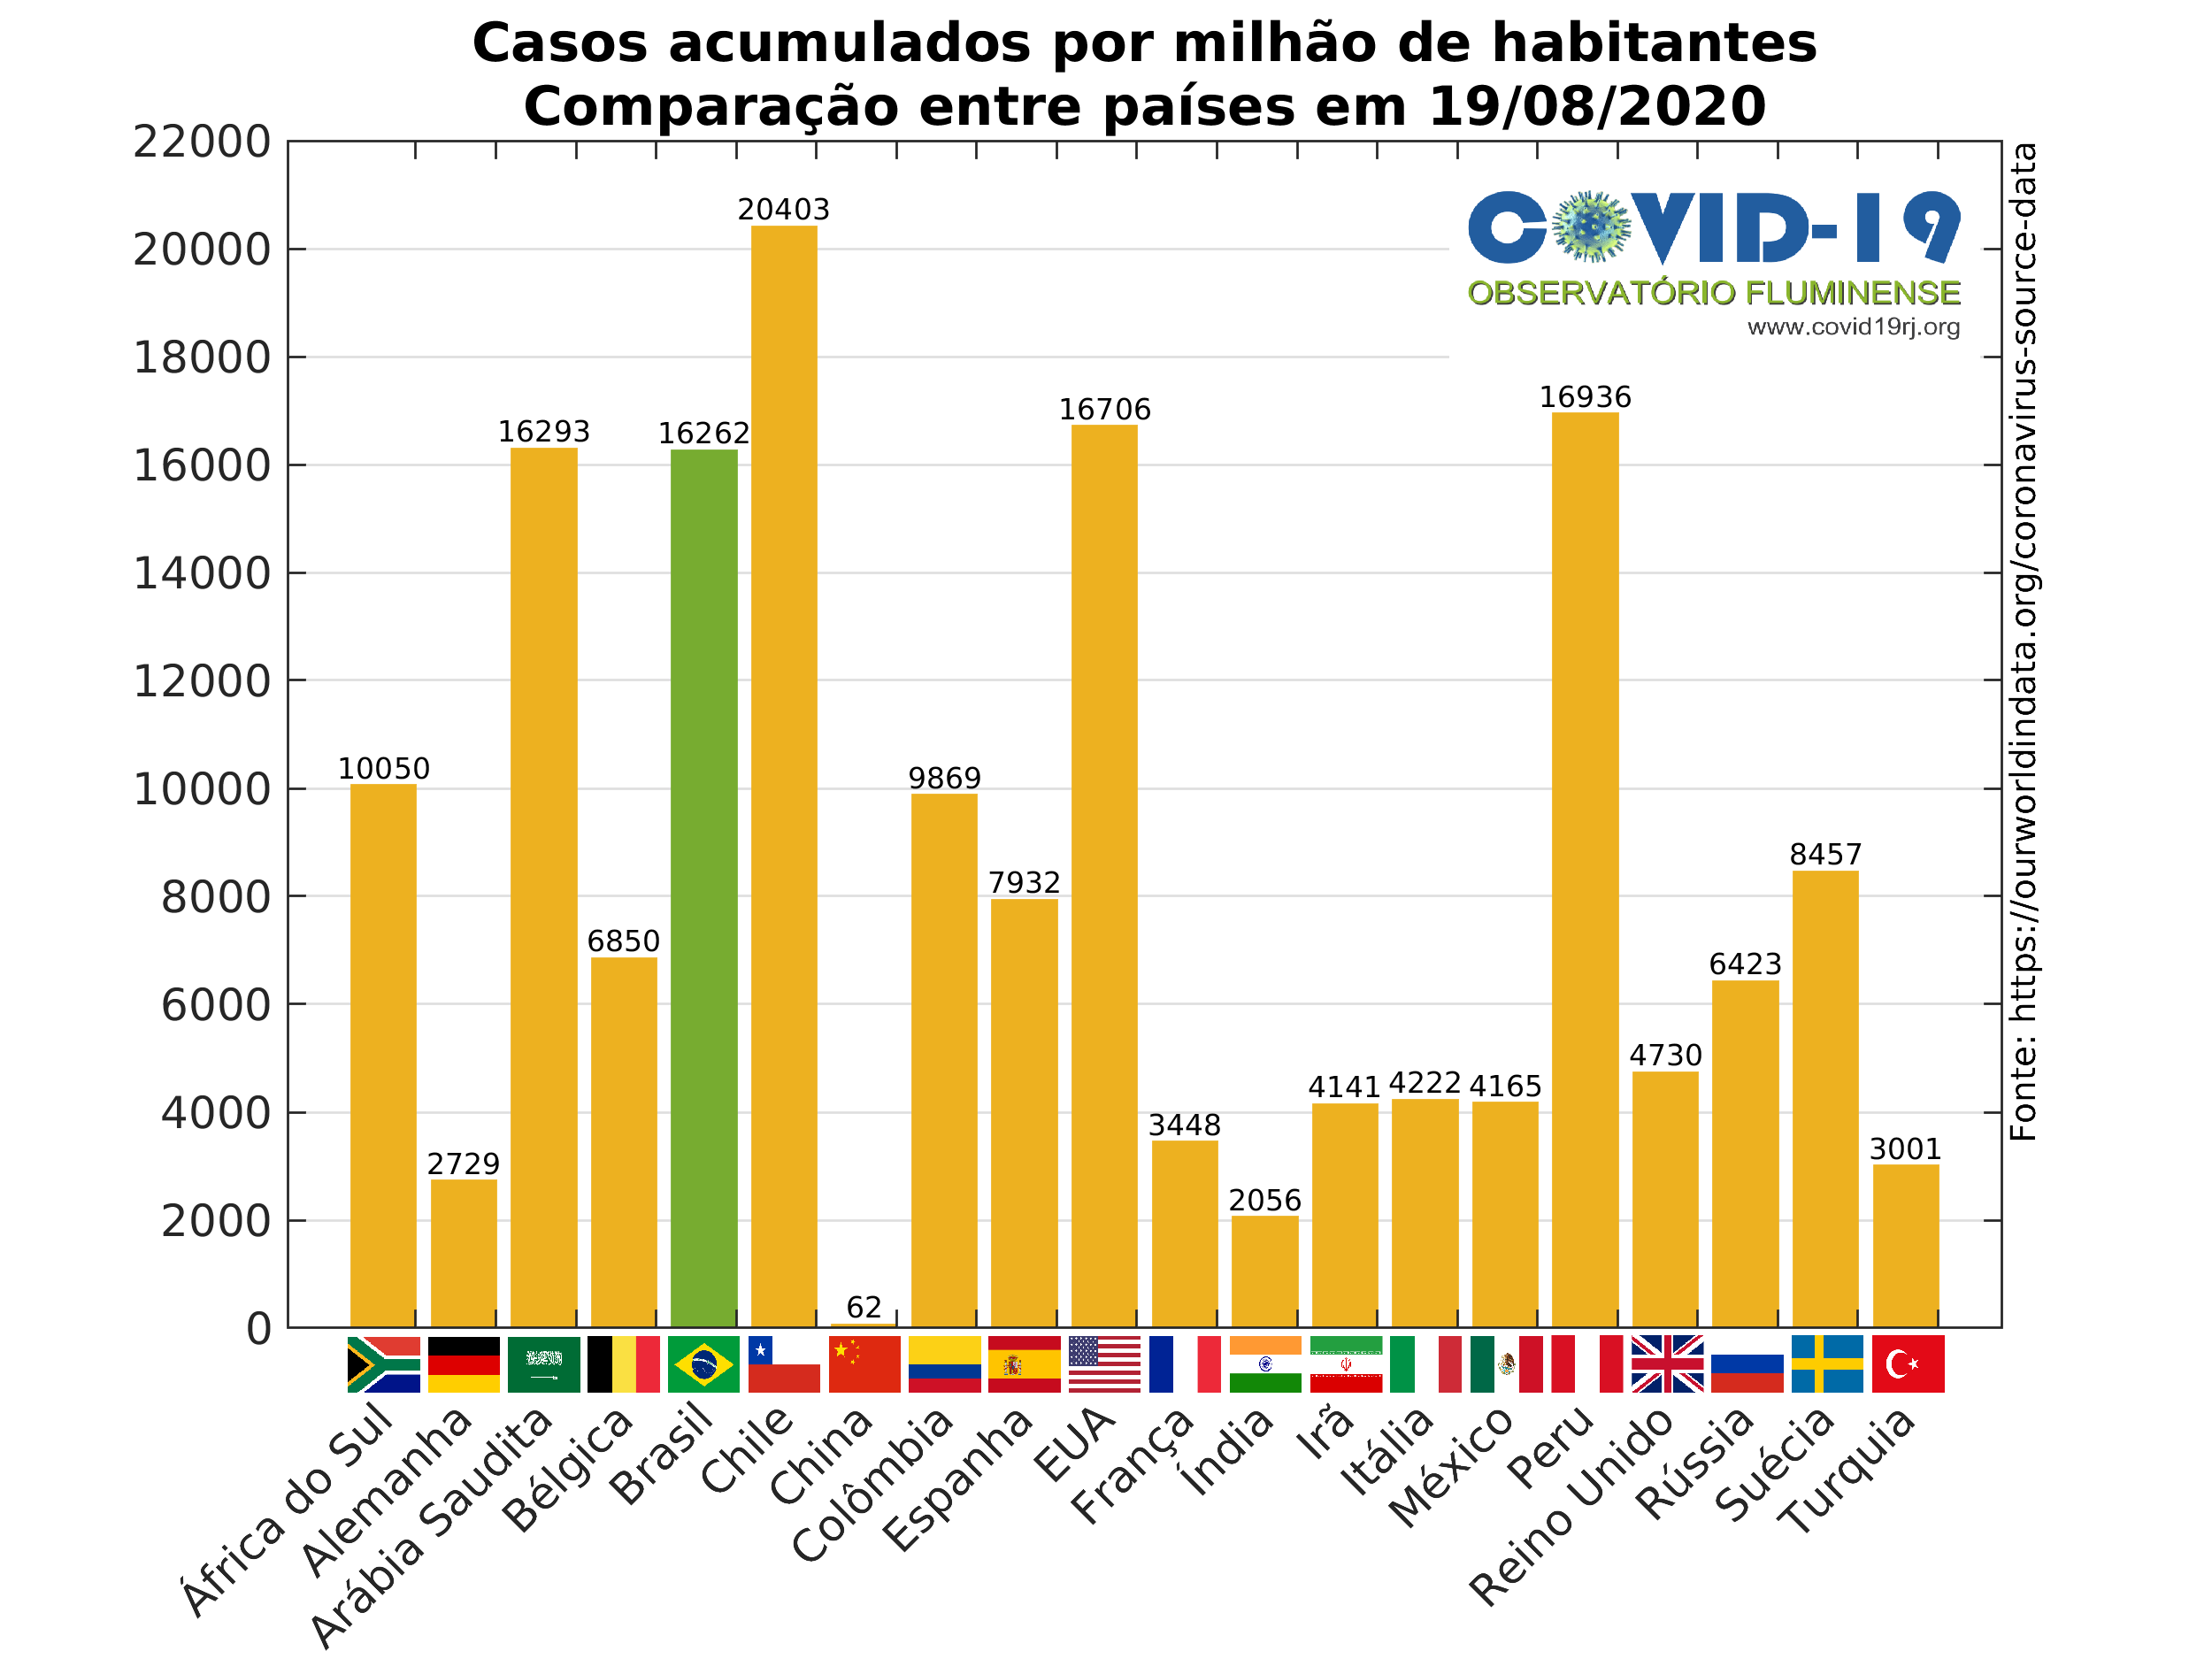 Casos acumulados por milhão de habitantes
Comparação entre países em 19/08/2020
22000
20000
18000
16000
14000
12000
10000
8000
6000
4000
2000
0
10050
2729
16293
6850
16262
20403
62
9869
7932
16706
3448
2056
4141
4222
4165
16936
4730
6423
8457
3001
COVID-19
OBSERVATÓRIO FLUMINENSE
www.covid19rj.org
Fonte: https://ourworldindata.org/coronavirus-source-data
África do Sul
Alemanha
Arábia Saudita
Bélgica
Brasil
Chile
China
Colômbia
Espanha
EUA
França
Índia
Irã
Itália
México
Peru
Reino Unido
Rússia
Suécia
Turquia